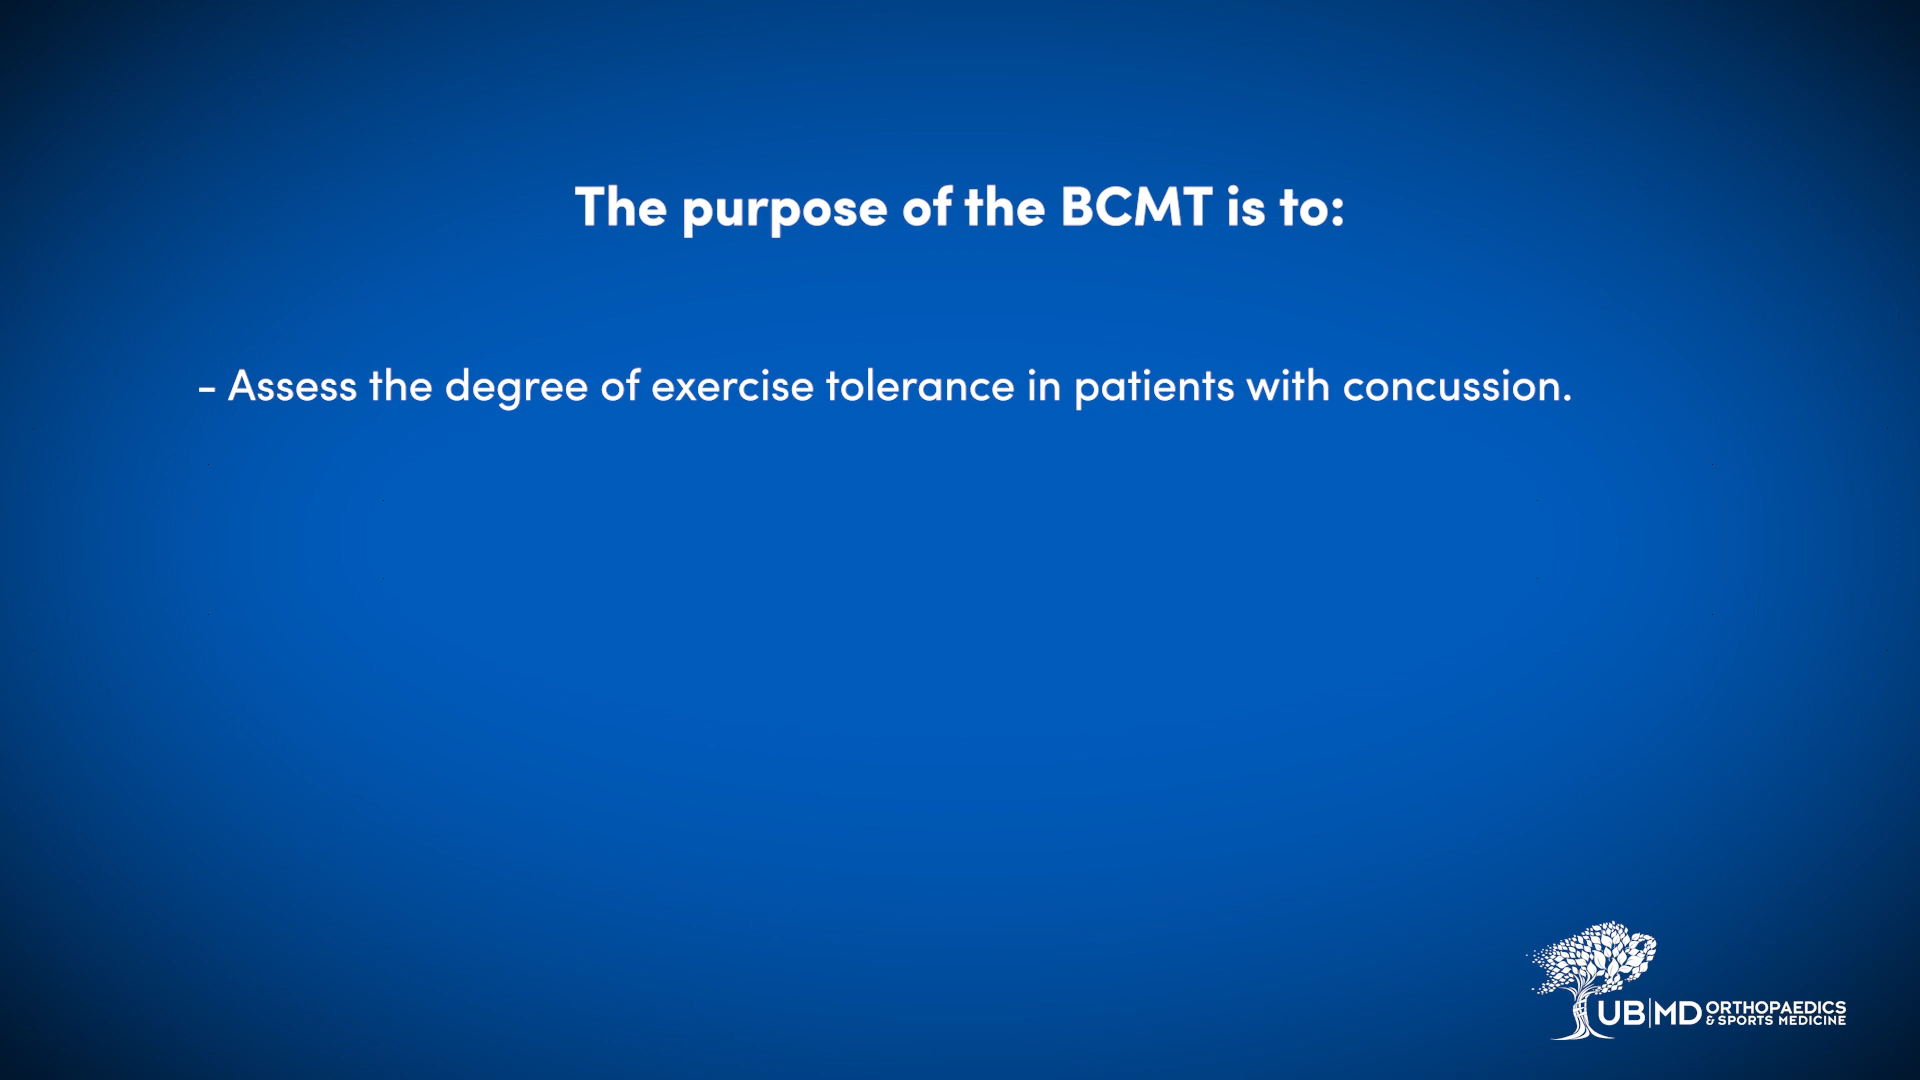 The purpose of the BCMT is to:
- Assess the degree of exercise tolerance in patients with concussion.
UB|MD ORTHOPAEDICS
& SPORTS MEDICINE